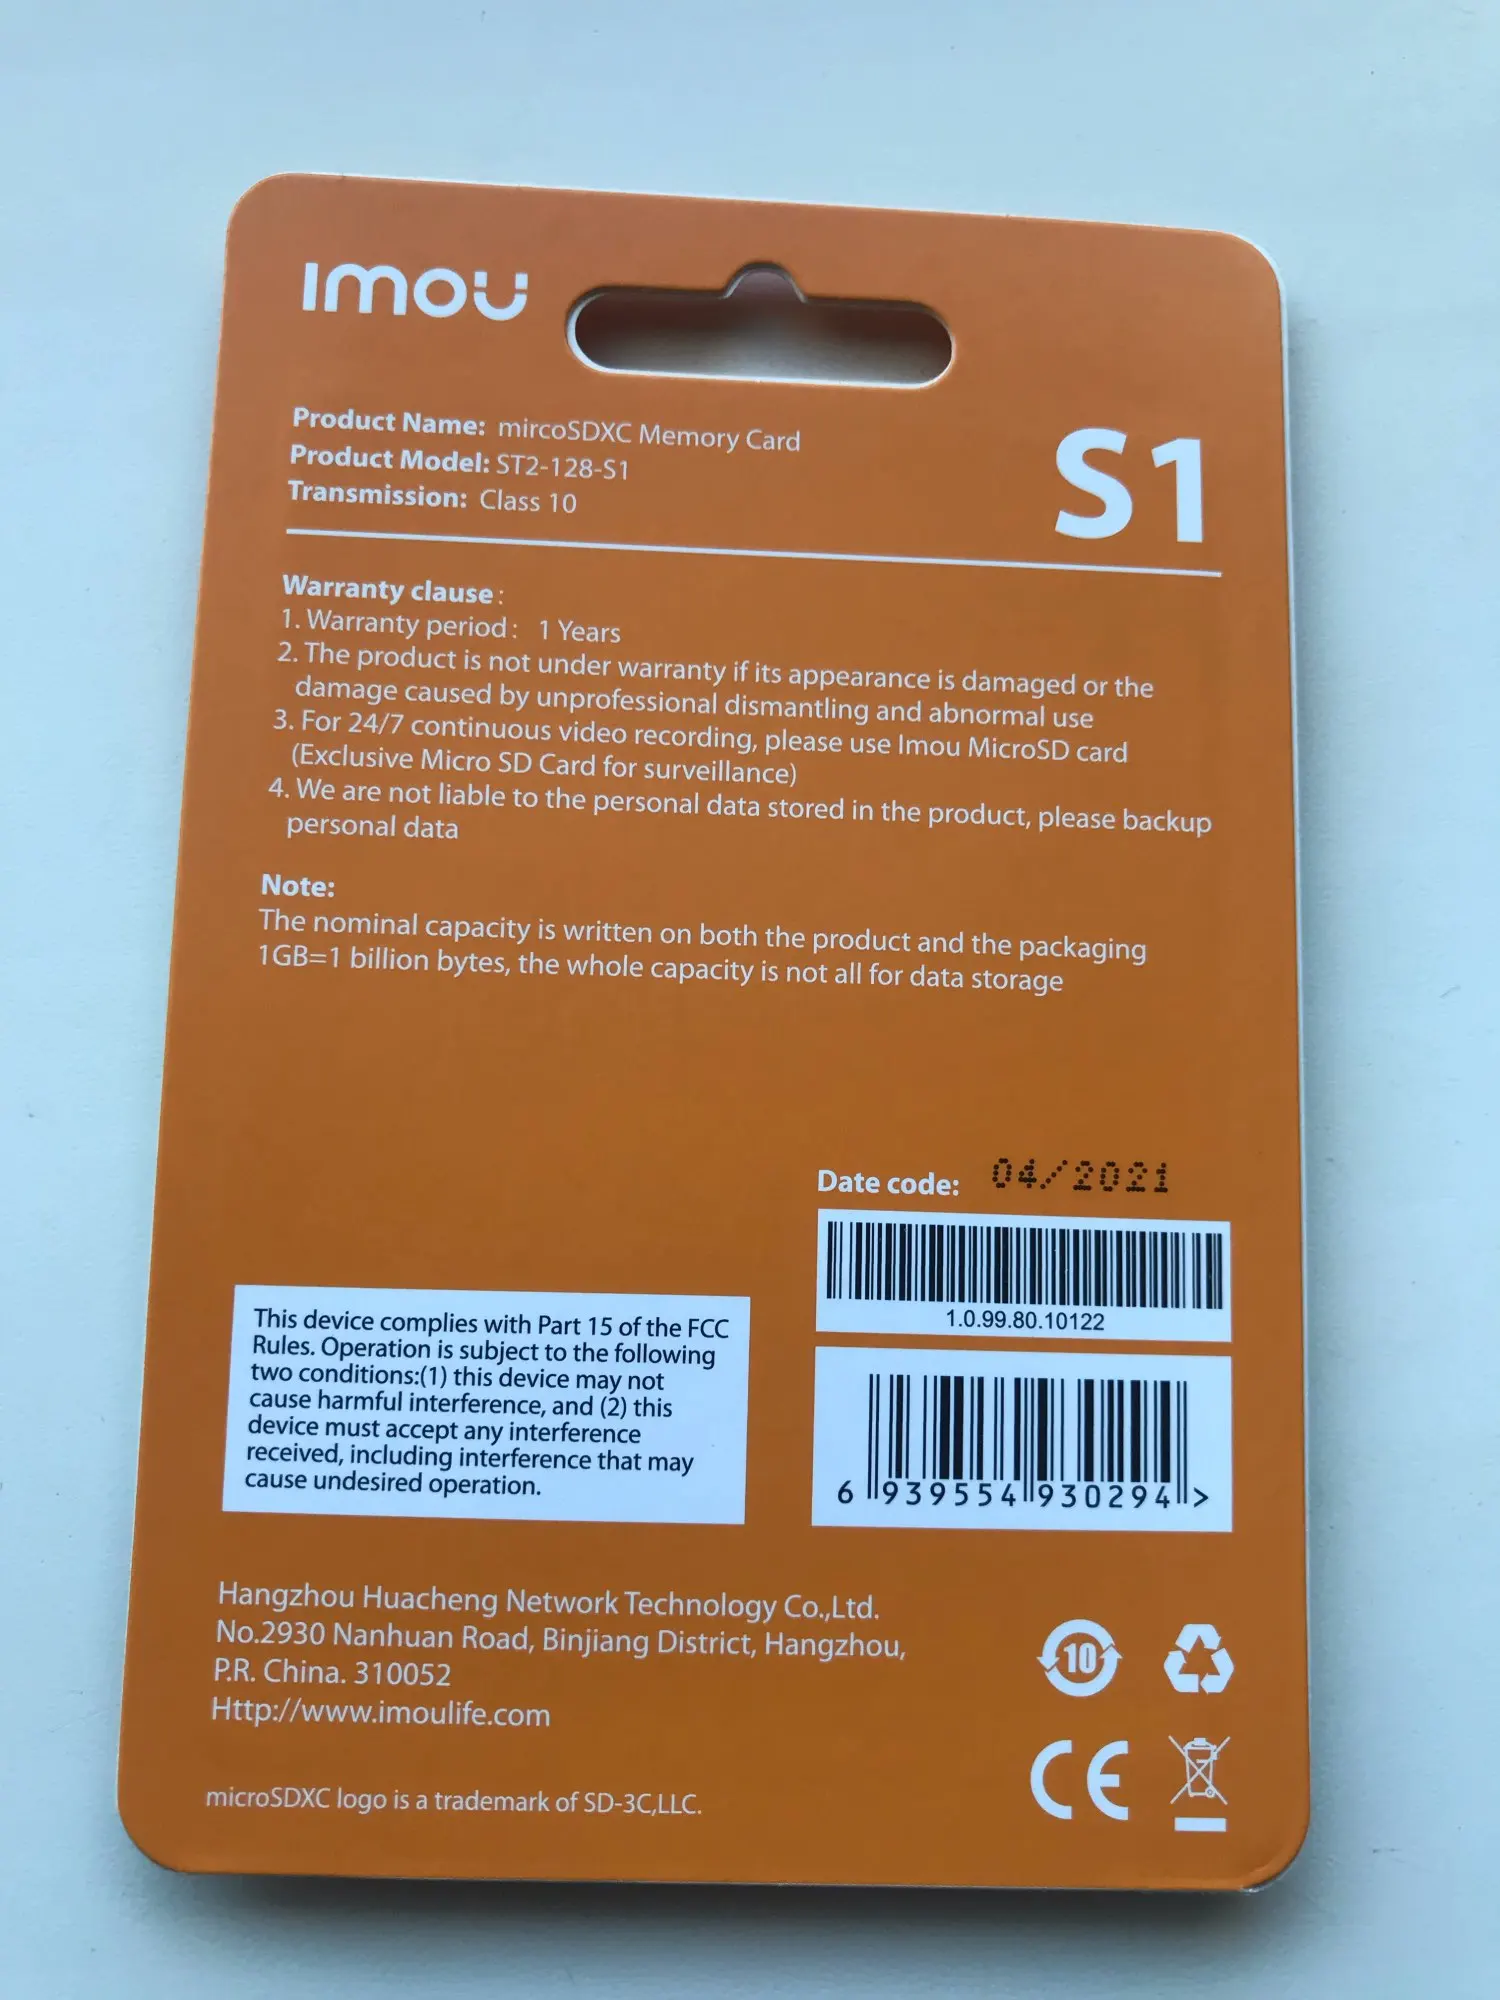 imou
Product Name: mircoSDXC Memory Card
Product Model: ST2-128-S1
Transmission: Class 10
S1
Warranty clause:
1. Warranty period: 1 Years
2. The product is not under warranty if its appearance is damaged or the
damage caused by unprofessional dismantling and abnormal use
3. For 24/7 continuous video recording, please use Imou MicroSD card
(Exclusive Micro SD Card for surveillance)
4. We are not liable to the personal data stored in the product, please backup
personal data
Note:
The nominal capacity is written on both the product and the packaging
1GB=1 billion bytes, the whole capacity is not all for data storage
Date code: 04/2021
1.0.99.80.10122
This device complies with Part 15 of the FCC
Rules. Operation is subject to the following
two conditions:(1) this device may not
cause harmful interference, and (2) this
device must accept any interference
received, including interference that may
cause undesired operation.
6 939554 930294 >
Hangzhou Huacheng Network Technology Co.,Ltd.
No.2930 Nanhuan Road, Binjiang District, Hangzhou,
P.R. China. 310052
Http://www.imoulife.com
10
CE
microSDXC logo is a trademark of SD-3C,LLC.